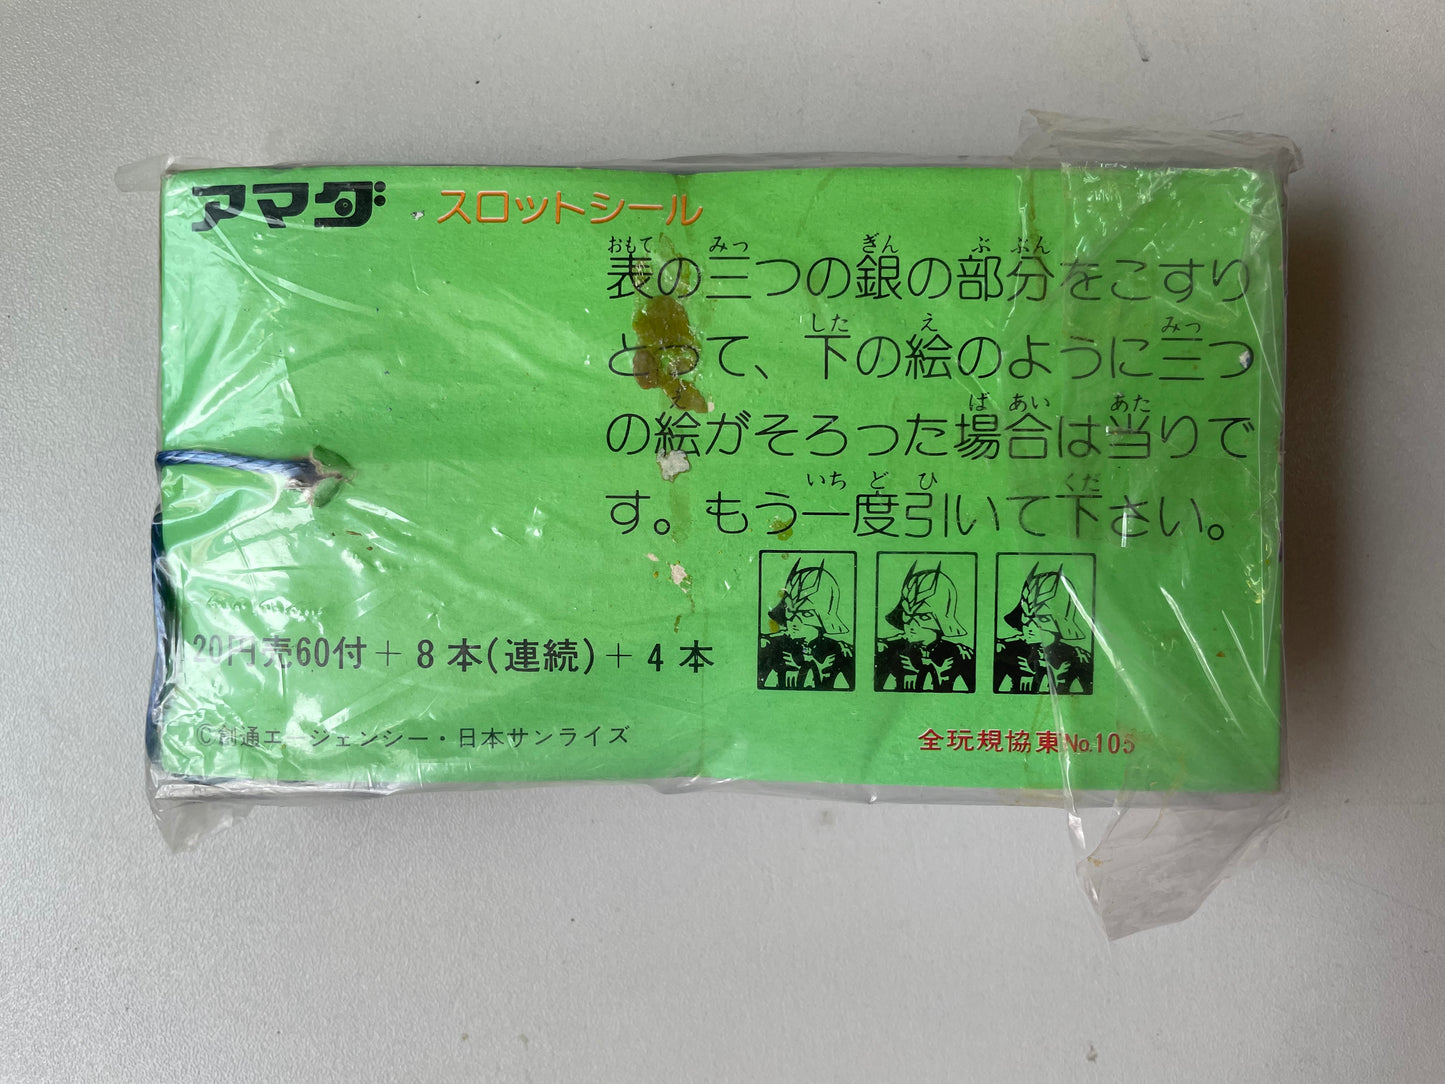 アマダ スロットシール
表の三つの銀の部分をこすり
とって、下の絵のように三つ
の絵がそろった場合は当りで
す。もう一度引いて下さい。
20円売60付+8本(連続)+4本
©創通エージェンシー・日本サンライズ
全玩規協東No.105